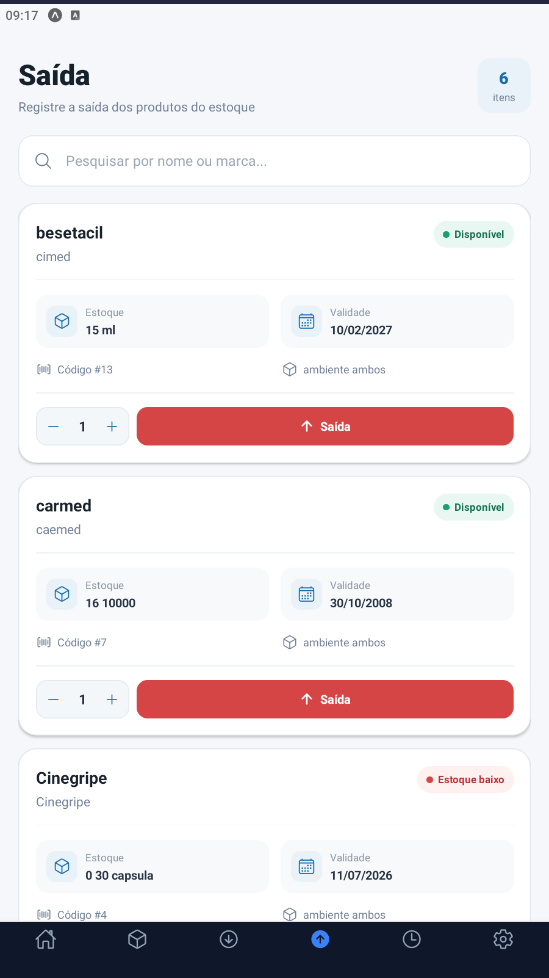 09:17
Saída
Registre a saída dos produtos do estoque
6
itens
Pesquisar por nome ou marca...
besetacil
Disponível
cimed
Estoque
15 ml
Validade
10/02/2027
Código #13
ambiente ambos
1
Saída
carmed
Disponível
caemed
Estoque
16 10000
Validade
30/10/2008
Código #7
ambiente ambos
1
Saída
Cinegripe
Estoque baixo
Cinegripe
Estoque
0 30 capsula
Validade
11/07/2026
Código #4
ambiente ambos